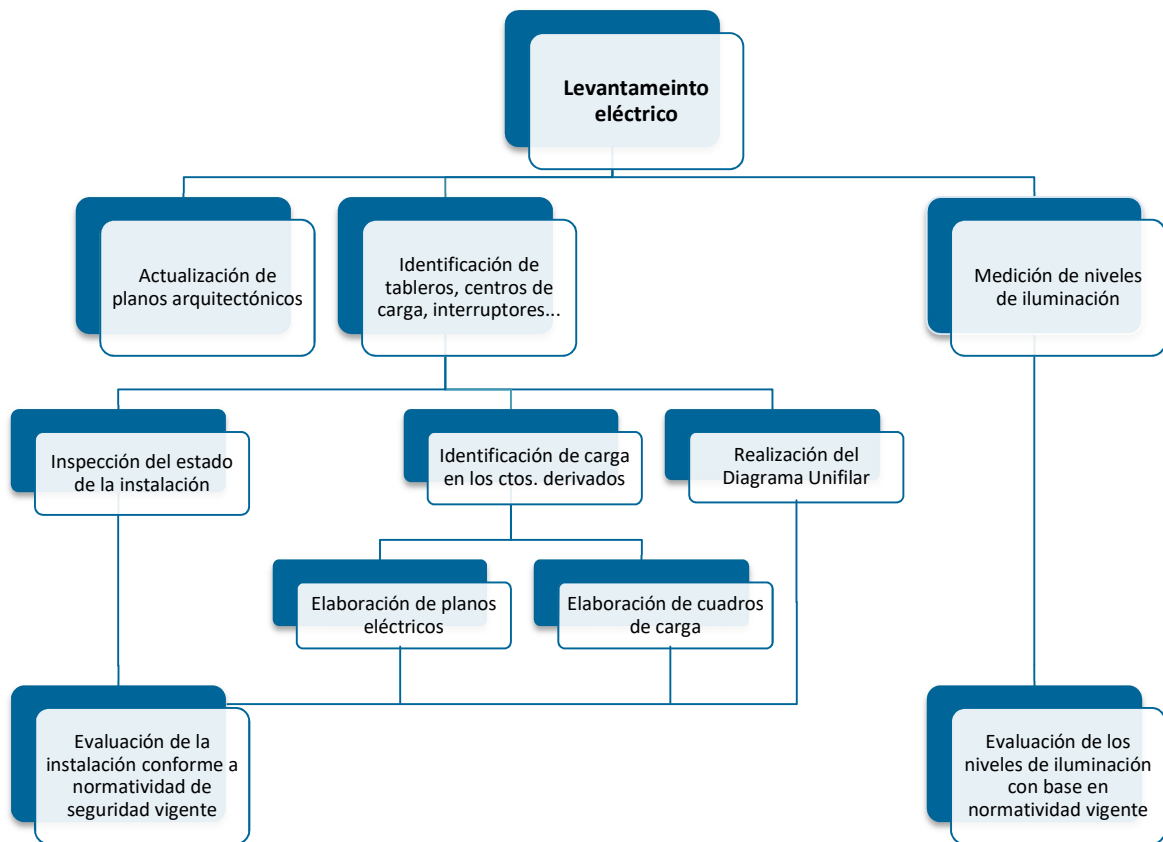 Levantameinto
eléctrico
Actualización de
planos arquitectónicos
Identificación de
tableros, centros de
carga, interruptores...
Medición de niveles
de iluminación
Inspección del estado
de la instalación
Identificación de carga
en los ctos. derivados
Realización del
Diagrama Unifilar
Elaboración de planos
eléctricos
Elaboración de cuadros
de carga
Evaluación de la
instalación conforme a
normatividad de
seguridad vigente
Evaluación de los
niveles de iluminación
con base en
normatividad vigente